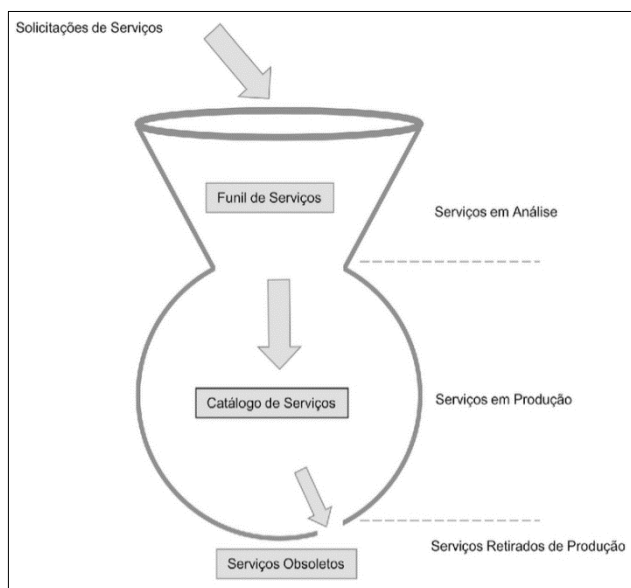 Solicitações de Serviços
Funil de Serviços
Serviços em Análise
Catálogo de Serviços
Serviços em Produção
Serviços Retirados de Produção
Serviços Obsoletos